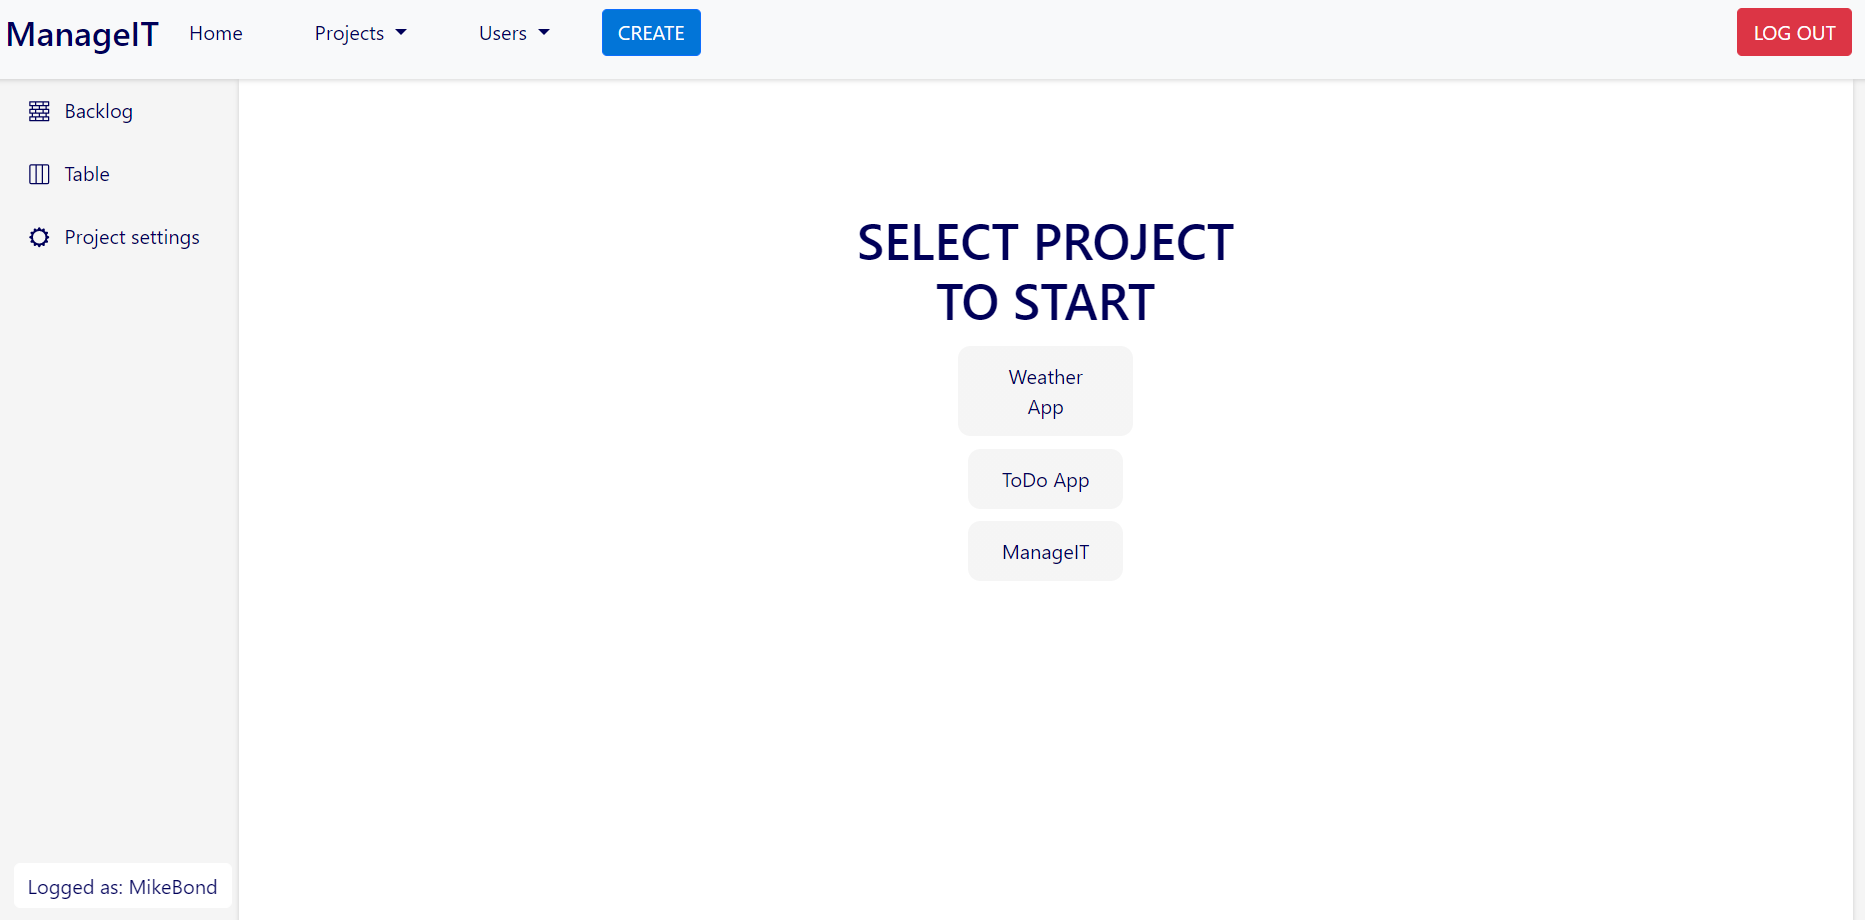 ManageIT Home Projects Users CREATE LOG OUT
Backlog
Table
Project settings
SELECT PROJECT
TO START
Weather
App
ToDo App
ManageIT
Logged as: MikeBond